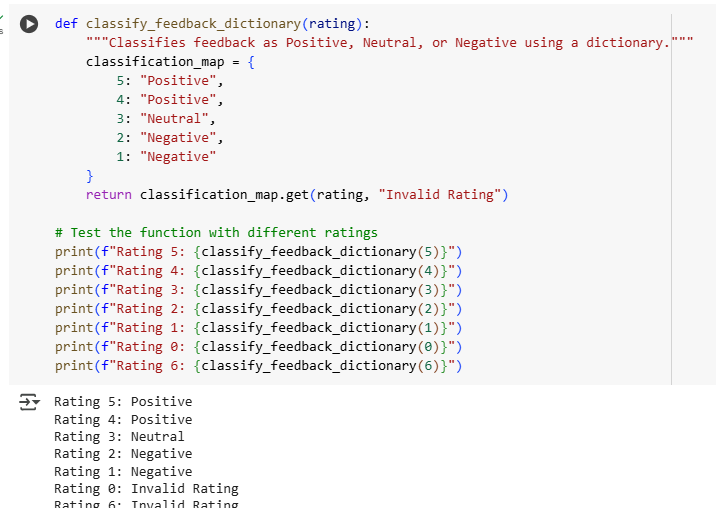 def classify_feedback_dictionary(rating):
    """Classifies feedback as Positive, Neutral, or Negative using a dictionary."""
    classification_map = {
        5: "Positive",
        4: "Positive",
        3: "Neutral",
        2: "Negative",
        1: "Negative"
    }
    return classification_map.get(rating, "Invalid Rating")

# Test the function with different ratings
print(f"Rating 5: {classify_feedback_dictionary(5)}")
print(f"Rating 4: {classify_feedback_dictionary(4)}")
print(f"Rating 3: {classify_feedback_dictionary(3)}")
print(f"Rating 2: {classify_feedback_dictionary(2)}")
print(f"Rating 1: {classify_feedback_dictionary(1)}")
print(f"Rating 0: {classify_feedback_dictionary(0)}")
print(f"Rating 6: {classify_feedback_dictionary(6)}")
Rating 5: Positive
Rating 4: Positive
Rating 3: Neutral
Rating 2: Negative
Rating 1: Negative
Rating 0: Invalid Rating
Rating 6: Invalid Rating